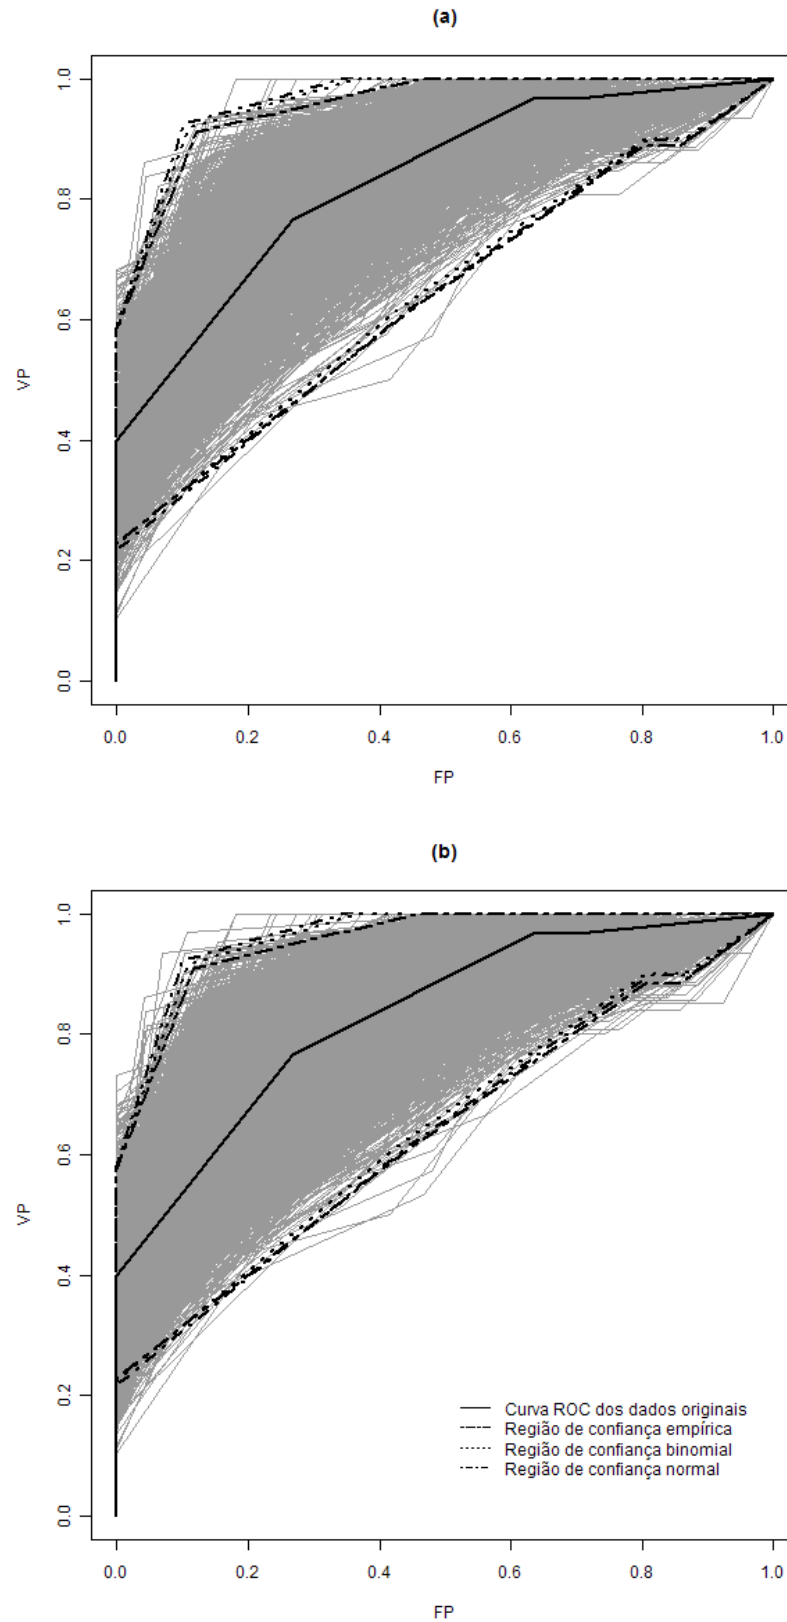 (a)
1.0
0.8
0.6
0.4
0.2
0.0
VP
0.0 0.2 0.4 0.6 0.8 1.0
FP
(b)
1.0
0.8
0.6
0.4
0.2
0.0
VP
Curva ROC dos dados originais
Região de confiança empírica
Região de confiança binomial
Região de confiança normal
0.0 0.2 0.4 0.6 0.8 1.0
FP